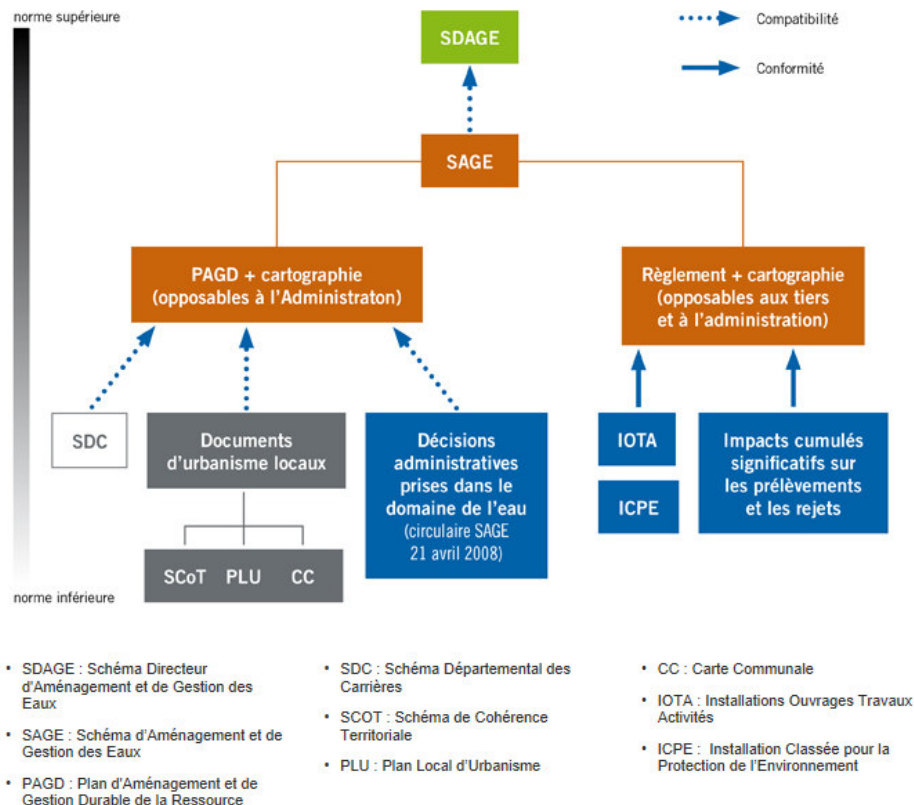 norme supérieure
SDAGE
Compatibilité
Conformité
SAGE
PAGD + cartographie
(opposables à l'Administraton)
Règlement + cartographie
(opposables aux tiers
et à l'administration)
SDC
Documents
d'urbanisme locaux
Décisions
administratives
prises dans le
domaine de l'eau
(circulaire SAGE
21 avril 2008)
IOTA
ICPE
Impacts cumulés
significatifs sur
les prélèvements
et les rejets
SCoT PLU CC
norme inférieure
• SDAGE : Schéma Directeur
d'Aménagement et de Gestion des
Eaux
• SAGE : Schéma d'Aménagement et de
Gestion des Eaux
• PAGD : Plan d'Aménagement et de
Gestion Durable de la Ressource
• SDC : Schéma Départemental des
Carrières
• SCOT : Schéma de Cohérence
Territoriale
• PLU : Plan Local d'Urbanisme
• CC : Carte Communale
• IOTA : Installations Ouvrages Travaux
Activités
• ICPE : Installation Classée pour la
Protection de l'Environnement